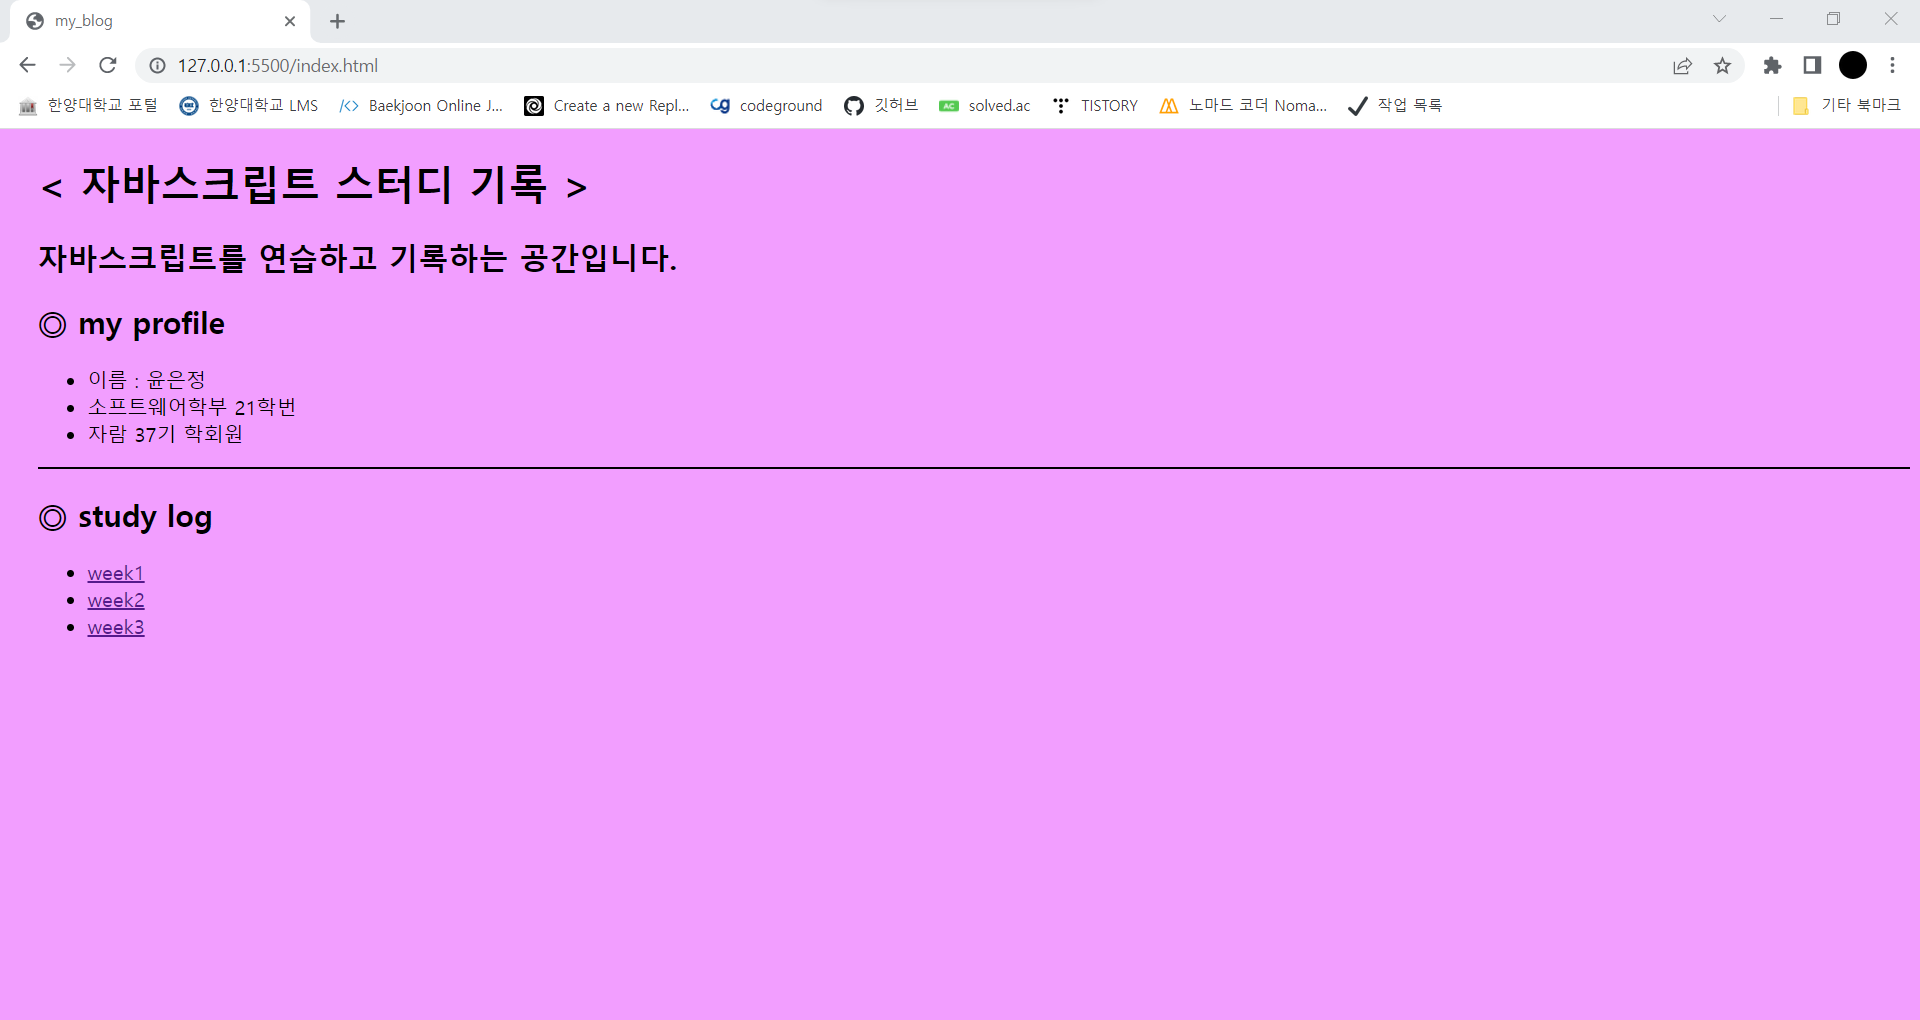 my_blog
127.0.0.1:5500/index.html
한양대학교 포털 한양대학교 LMS </> Baekjoon Online J... Create a new Repl... cg codeground 깃허브 AC solved.ac TISTORY 노마드 코더 Noma... 작업 목록 기타 북마크
< 자바스크립트 스터디 기록 >
자바스크립트를 연습하고 기록하는 공간입니다.
◎ my profile
• 이름 : 윤은정
• 소프트웨어학부 21학번
• 자람 37기 학회원
◎ study log
• week1
• week2
• week3